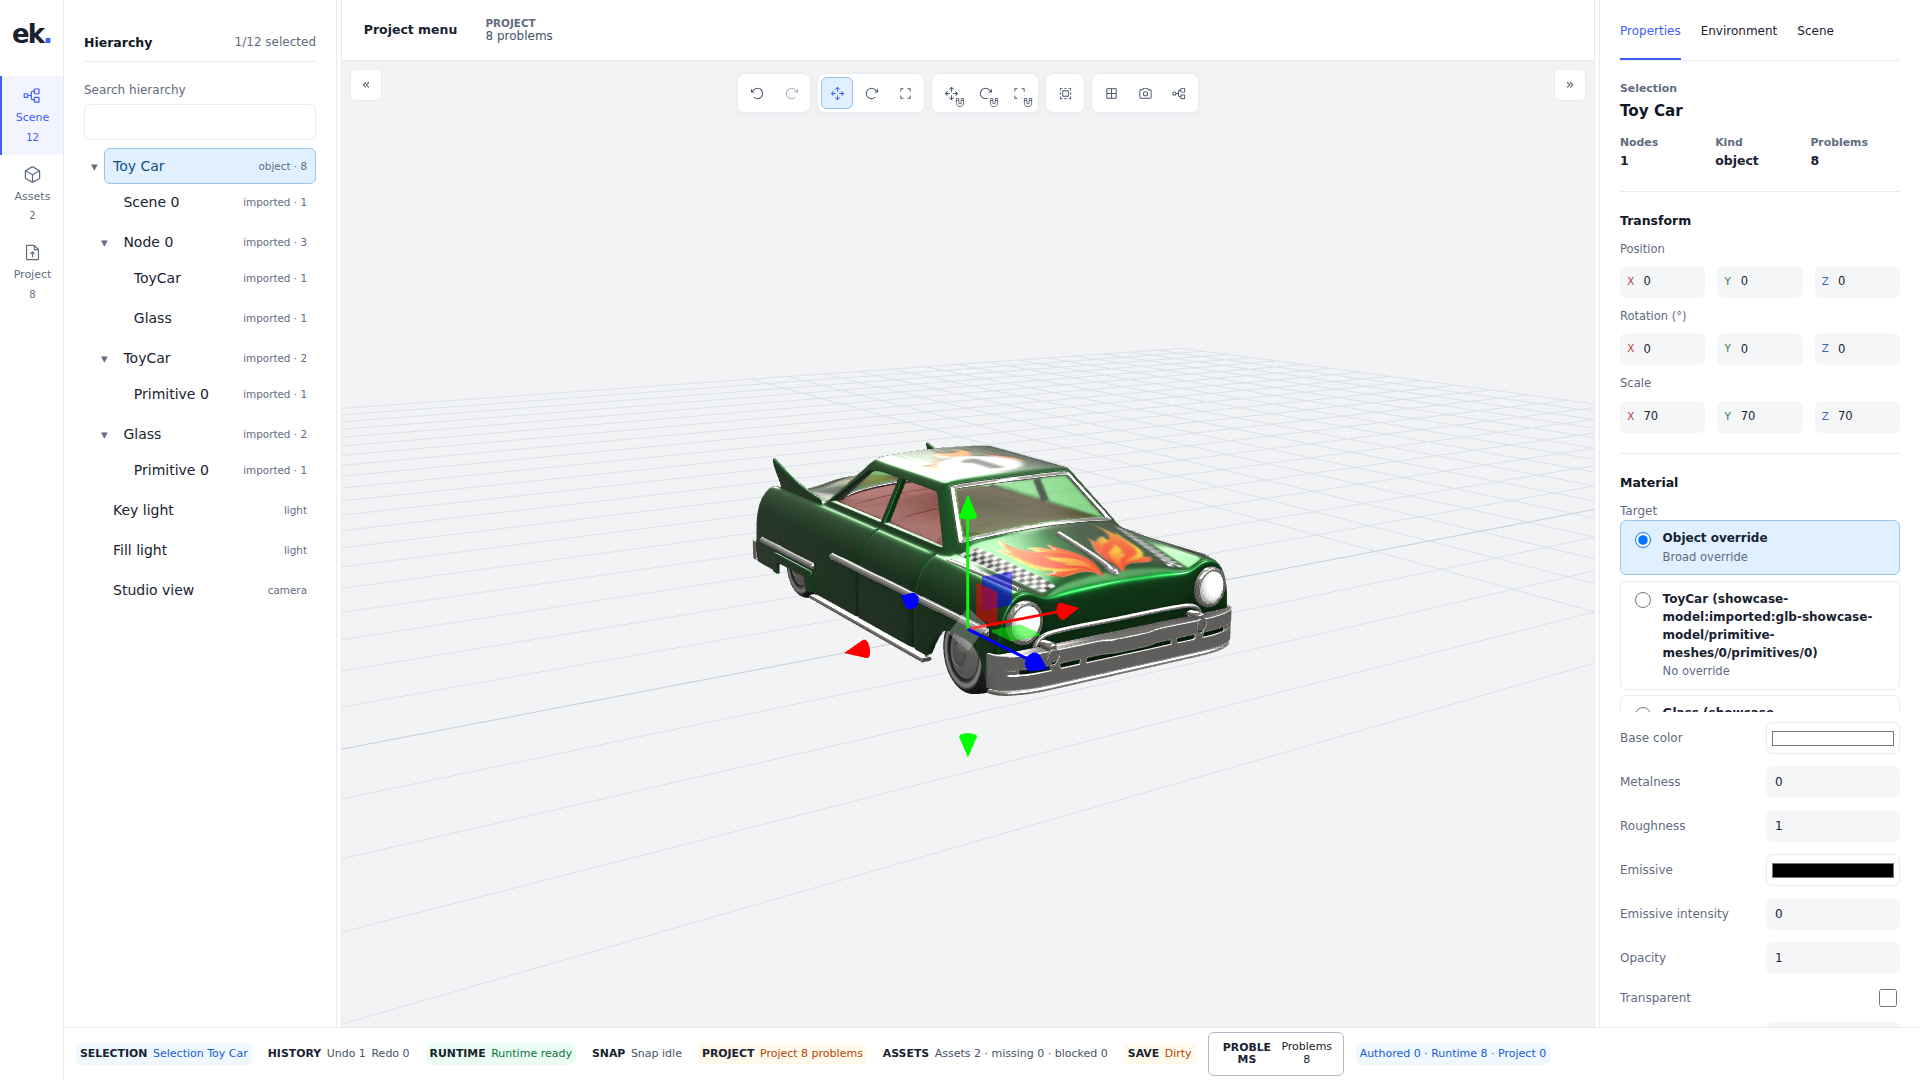 ek.
Scene
12
Assets
2
Project
8
Hierarchy 1/12 selected
Search hierarchy
Toy Car object · 8
Scene 0 imported · 1
Node 0 imported · 3
ToyCar imported · 1
Glass imported · 1
ToyCar imported · 2
Primitive 0 imported · 1
Glass imported · 2
Primitive 0 imported · 1
Key light light
Fill light light
Studio view camera
Project menu
PROJECT
8 problems
Properties Environment Scene
Selection
Toy Car
Nodes Kind Problems
1 object 8
Transform
Position
X 0 Y 0 Z 0
Rotation (°)
X 0 Y 0 Z 0
Scale
X 70 Y 70 Z 70
Material
Target
Object override
Broad override
ToyCar (showcase-
model:imported:glb-showcase-
model/primitive-
meshes/0/primitives/0)
No override
Glass (showcase
Base color
Metalness 0
Roughness 1
Emissive
Emissive intensity 0
Opacity 1
Transparent
SELECTION Selection Toy Car HISTORY Undo 1 Redo 0 RUNTIME Runtime ready SNAP Snap idle PROJECT Project 8 problems ASSETS Assets 2 · missing 0 · blocked 0 SAVE Dirty
PROBLE
MS
Problems
8
Authored 0 · Runtime 8 · Project 0